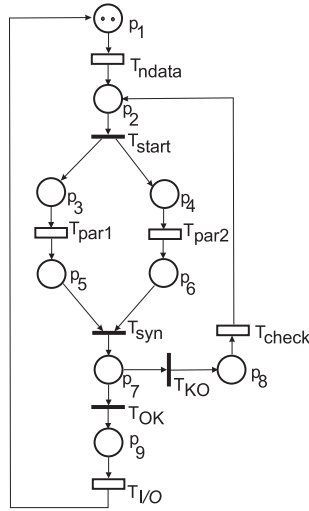 p1
Tndata
p2
Tstart
p3
p4
Tpar1
Tpar2
p5
p6
Tsyn
Tcheck
p7
TKO
p8
TOK
p9
TI/O